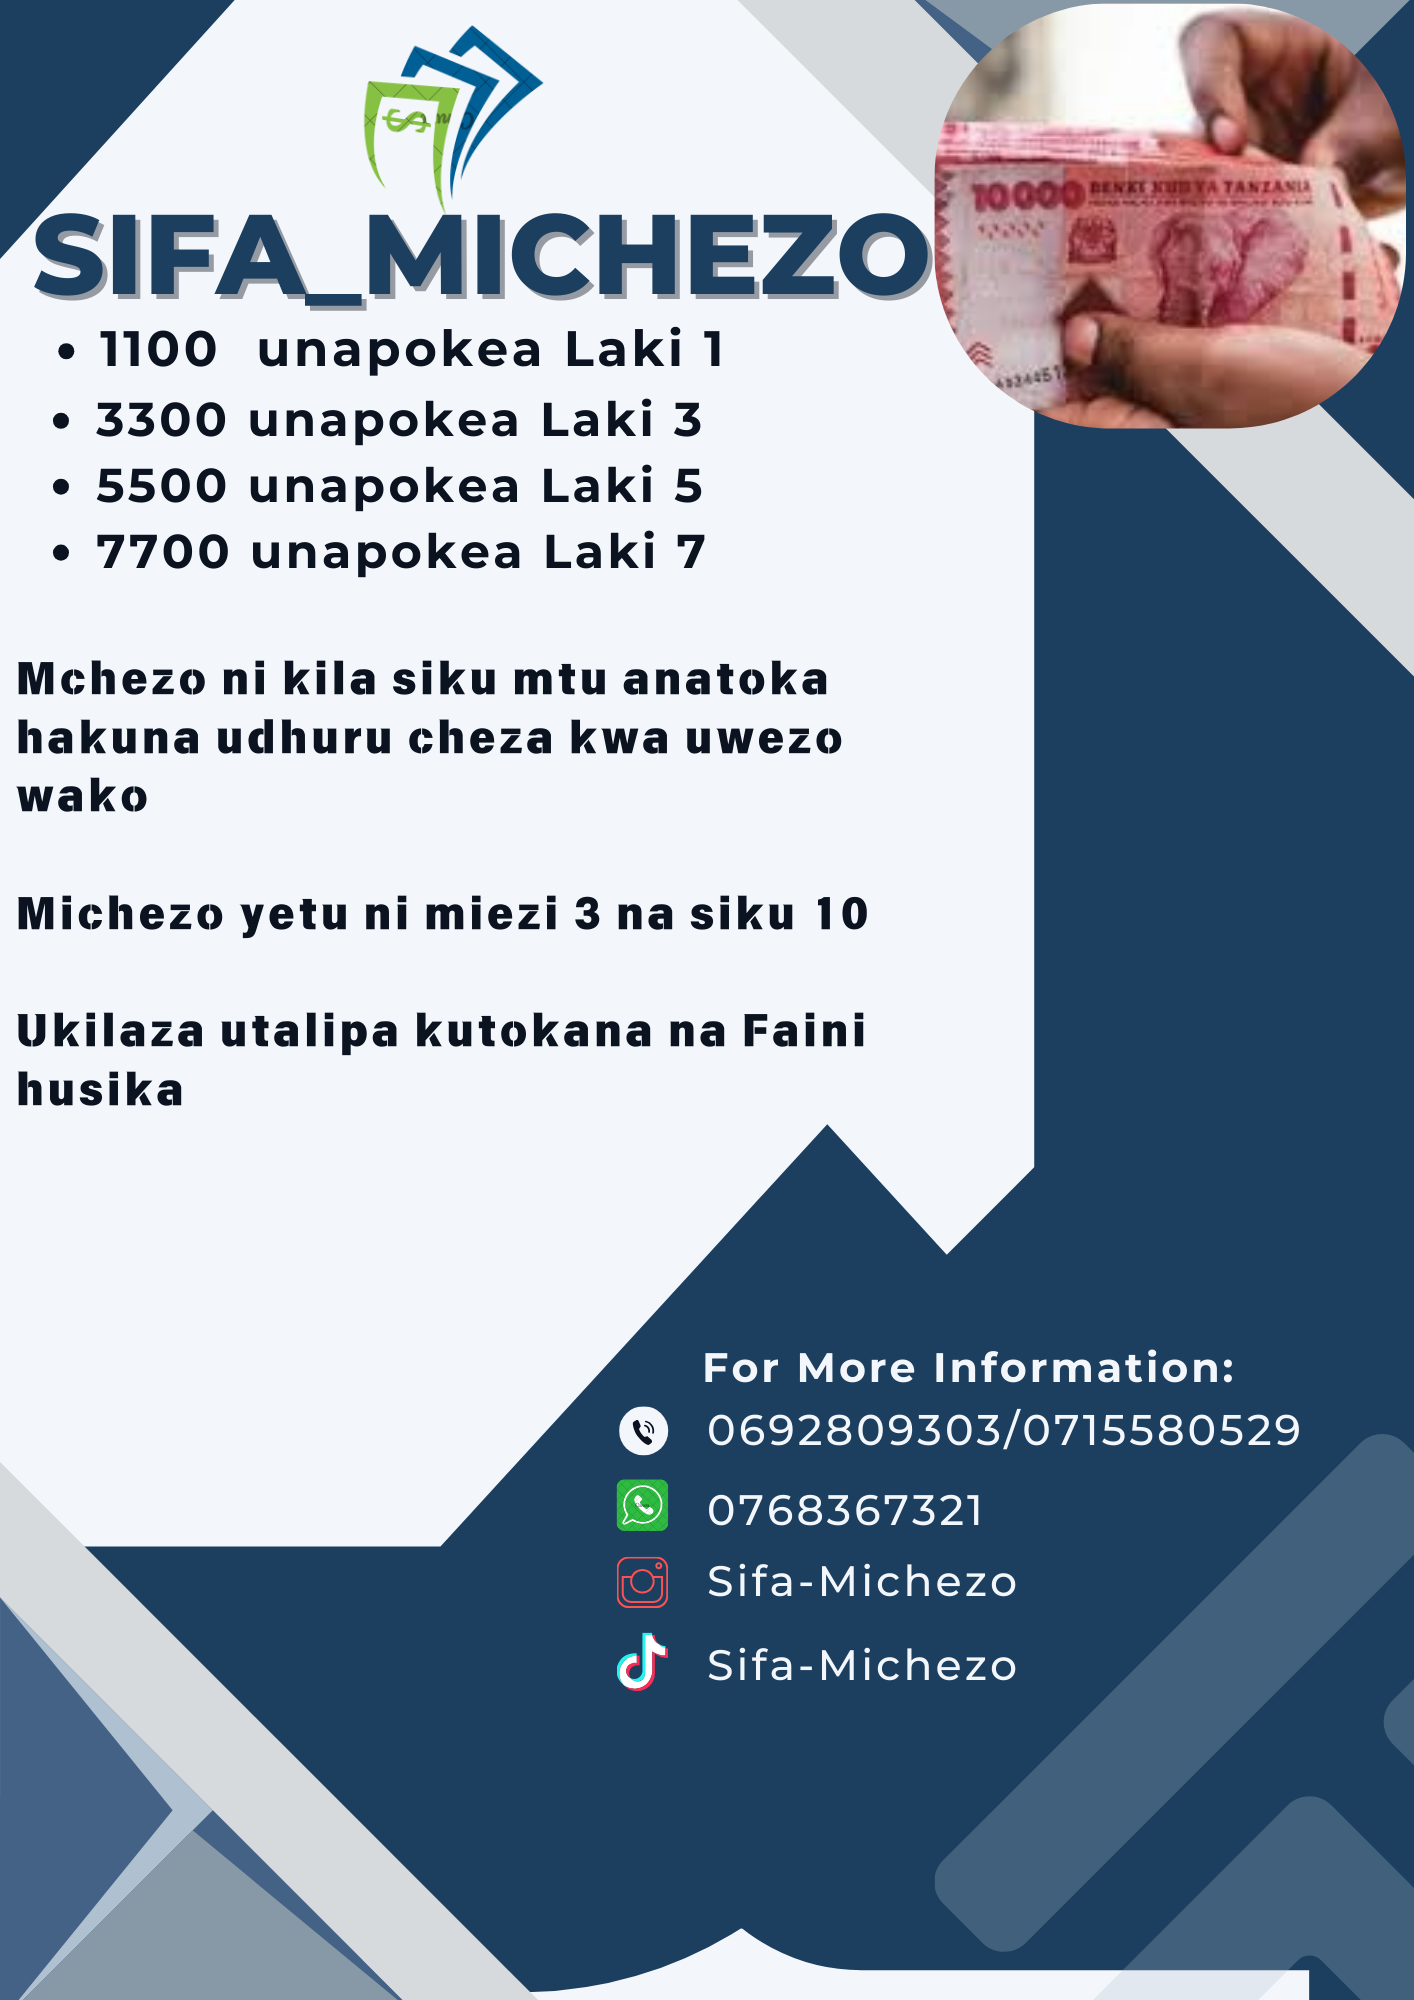 $
SIFA_MICHEZO
10000 BENKI KUU YA TANZANIA
• 1100 unapokea Laki 1
• 3300 unapokea Laki 3
• 5500 unapokea Laki 5
• 7700 unapokea Laki 7
Mchezo ni kila siku mtu anatoka
hakuna udhuru cheza kwa uwezo
wako
Michezo yetu ni miezi 3 na siku 10
Ukilaza utalipa kutokana na Faini
husika
For More Information:
0692809303/0715580529
0768367321
Sifa-Michezo
Sifa-Michezo